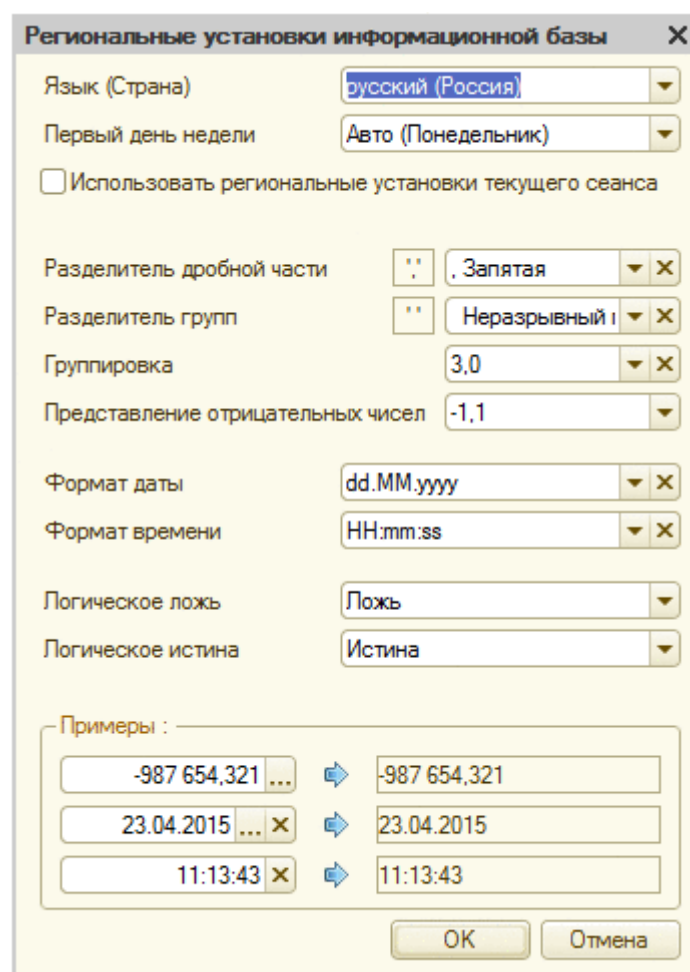 Региональные установки информационной базы
Язык (Страна) русский (Россия)
Первый день недели Авто (Понедельник)
Использовать региональные установки текущего сеанса
Разделитель дробной части ',' , Запятая
Разделитель групп ' ' Неразрывный
Группировка 3,0
Представление отрицательных чисел -1,1
Формат даты dd.MM.yyyy
Формат времени HH:mm:ss
Логическое ложь Ложь
Логическое истина Истина
Примеры :
-987 654,321 ... -987 654,321
23.04.2015 ... 23.04.2015
11:13:43 11:13:43
OK Отмена